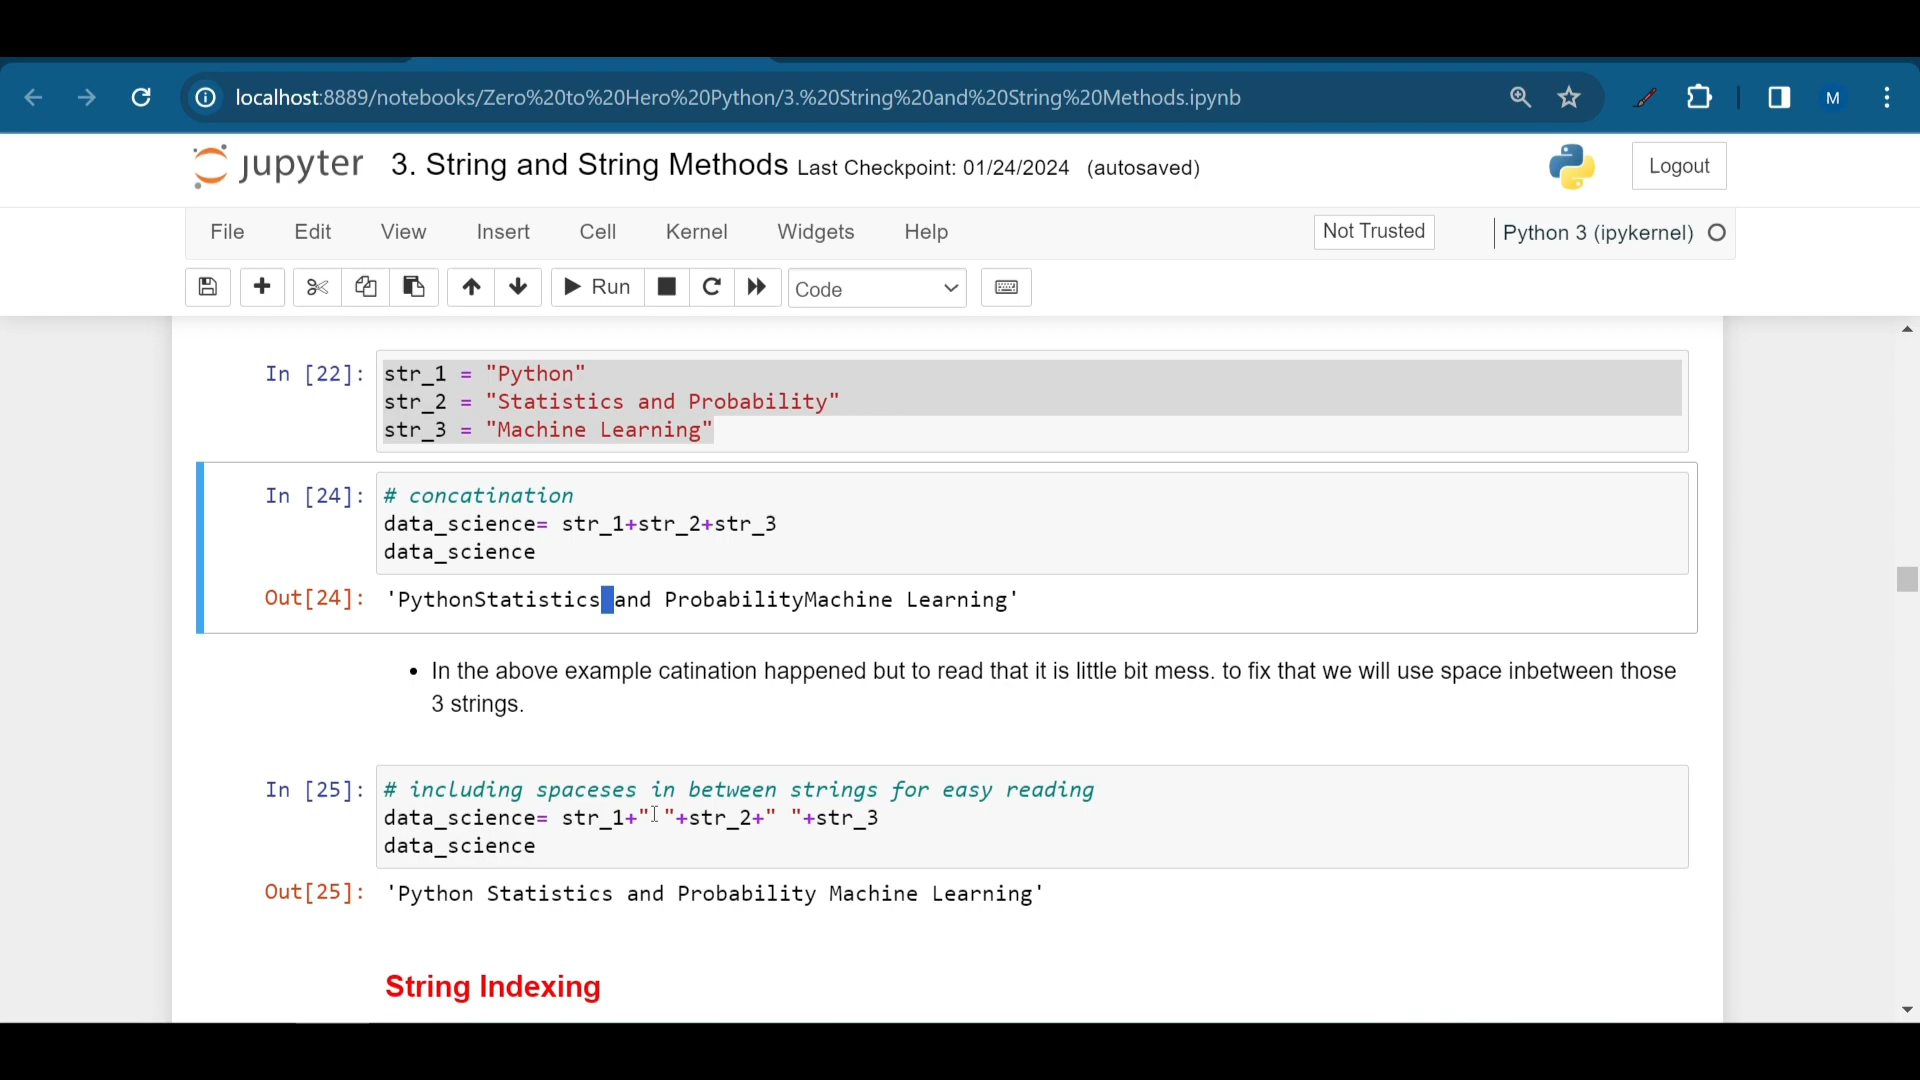 localhost:8889/notebooks/Zero%20to%20Hero%20Python/3.%20String%20and%20String%20Methods.ipynb
M
jupyter 3. String and String Methods Last Checkpoint: 01/24/2024 (autosaved)
Logout
File Edit View Insert Cell Kernel Widgets Help
Not Trusted
Python 3 (ipykernel)
Run
Code
In [22]: str_1 = "Python"
str_2 = "Statistics and Probability"
str_3 = "Machine Learning"
In [24]: # concatination
data_science= str_1+str_2+str_3
data_science
Out[24]: 'PythonStatistics and ProbabilityMachine Learning'
• In the above example catination happened but to read that it is little bit mess. to fix that we will use space inbetween those
3 strings.
In [25]: # including spaceses in between strings for easy reading
data_science= str_1+" "+str_2+" "+str_3
data_science
Out[25]: 'Python Statistics and Probability Machine Learning'
String Indexing